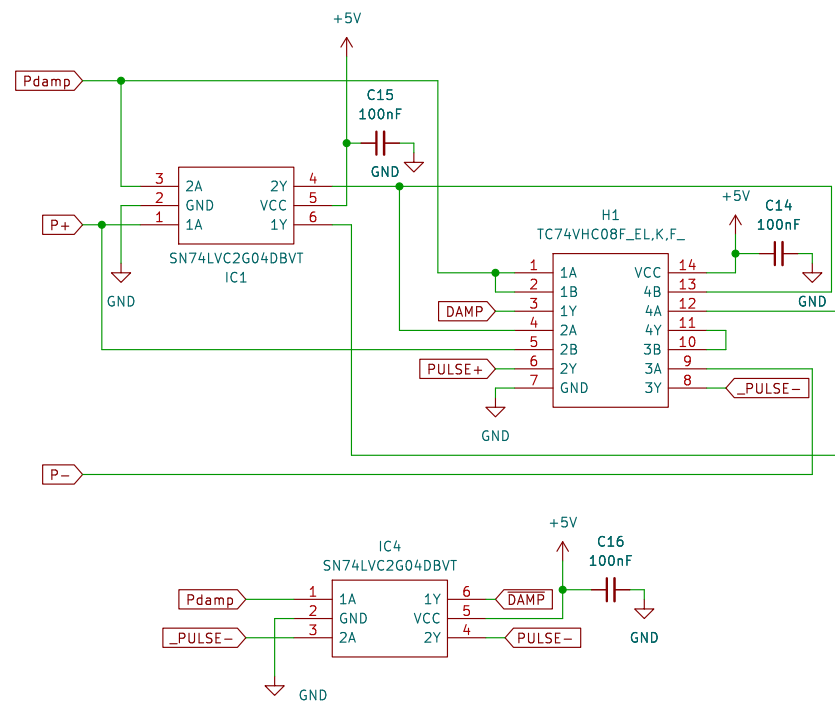 +5V
Pdamp
C15
100nF
GND
3 2A 2Y 4
2 GND VCC 5
1 1A 1Y 6
P+
SN74LVC2G04DBVT
IC1
GND
+5V
C14
100nF
GND
H1
TC74VHC08F_EL,K,F_
1 1A VCC 14
2 1B 4B 13
DAMP 3 1Y 4A 12
4 2A 4Y 11
5 2B 3B 10
PULSE+ 6 2Y 3A 9
7 GND 3Y 8 _PULSE-
GND
P-
+5V
C16
100nF
GND
IC4
SN74LVC2G04DBVT
Pdamp 1 1A 1Y 6 DAMP
2 GND VCC 5
_PULSE- 3 2A 2Y 4 PULSE-
GND